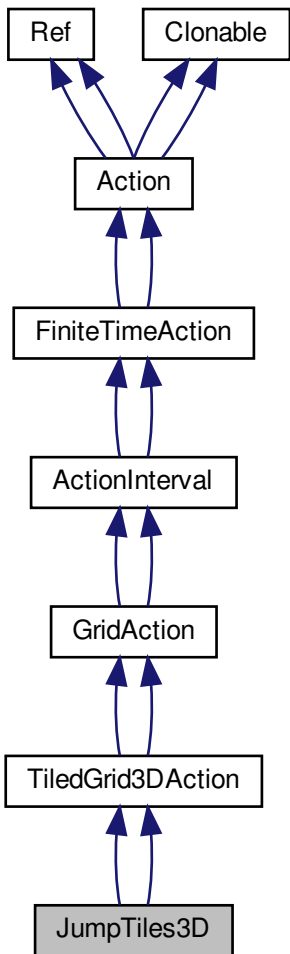 Ref
Clonable
Action
FiniteTimeAction
ActionInterval
GridAction
TiledGrid3DAction
JumpTiles3D